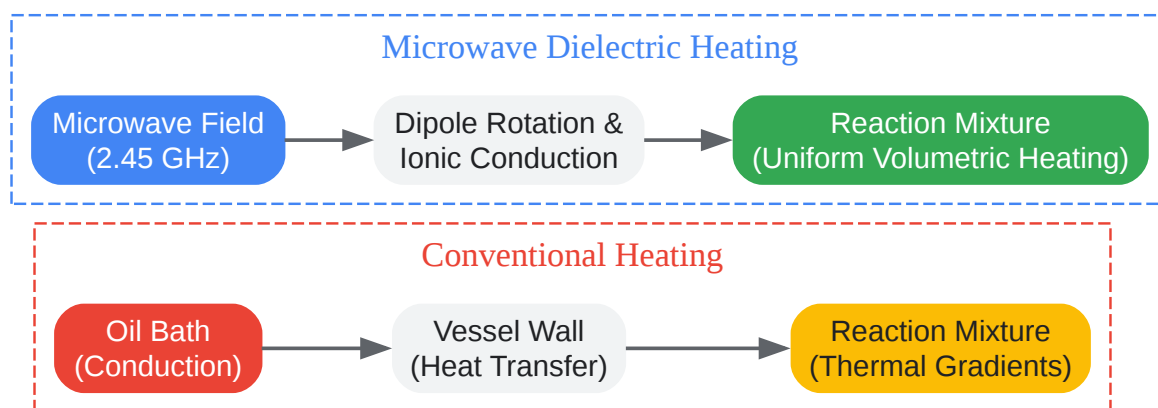 Microwave Dielectric Heating
Microwave Field
(2.45 GHz)
Dipole Rotation &
Ionic Conduction
Reaction Mixture
(Uniform Volumetric Heating)
Conventional Heating
Oil Bath
(Conduction)
Vessel Wall
(Heat Transfer)
Reaction Mixture
(Thermal Gradients)